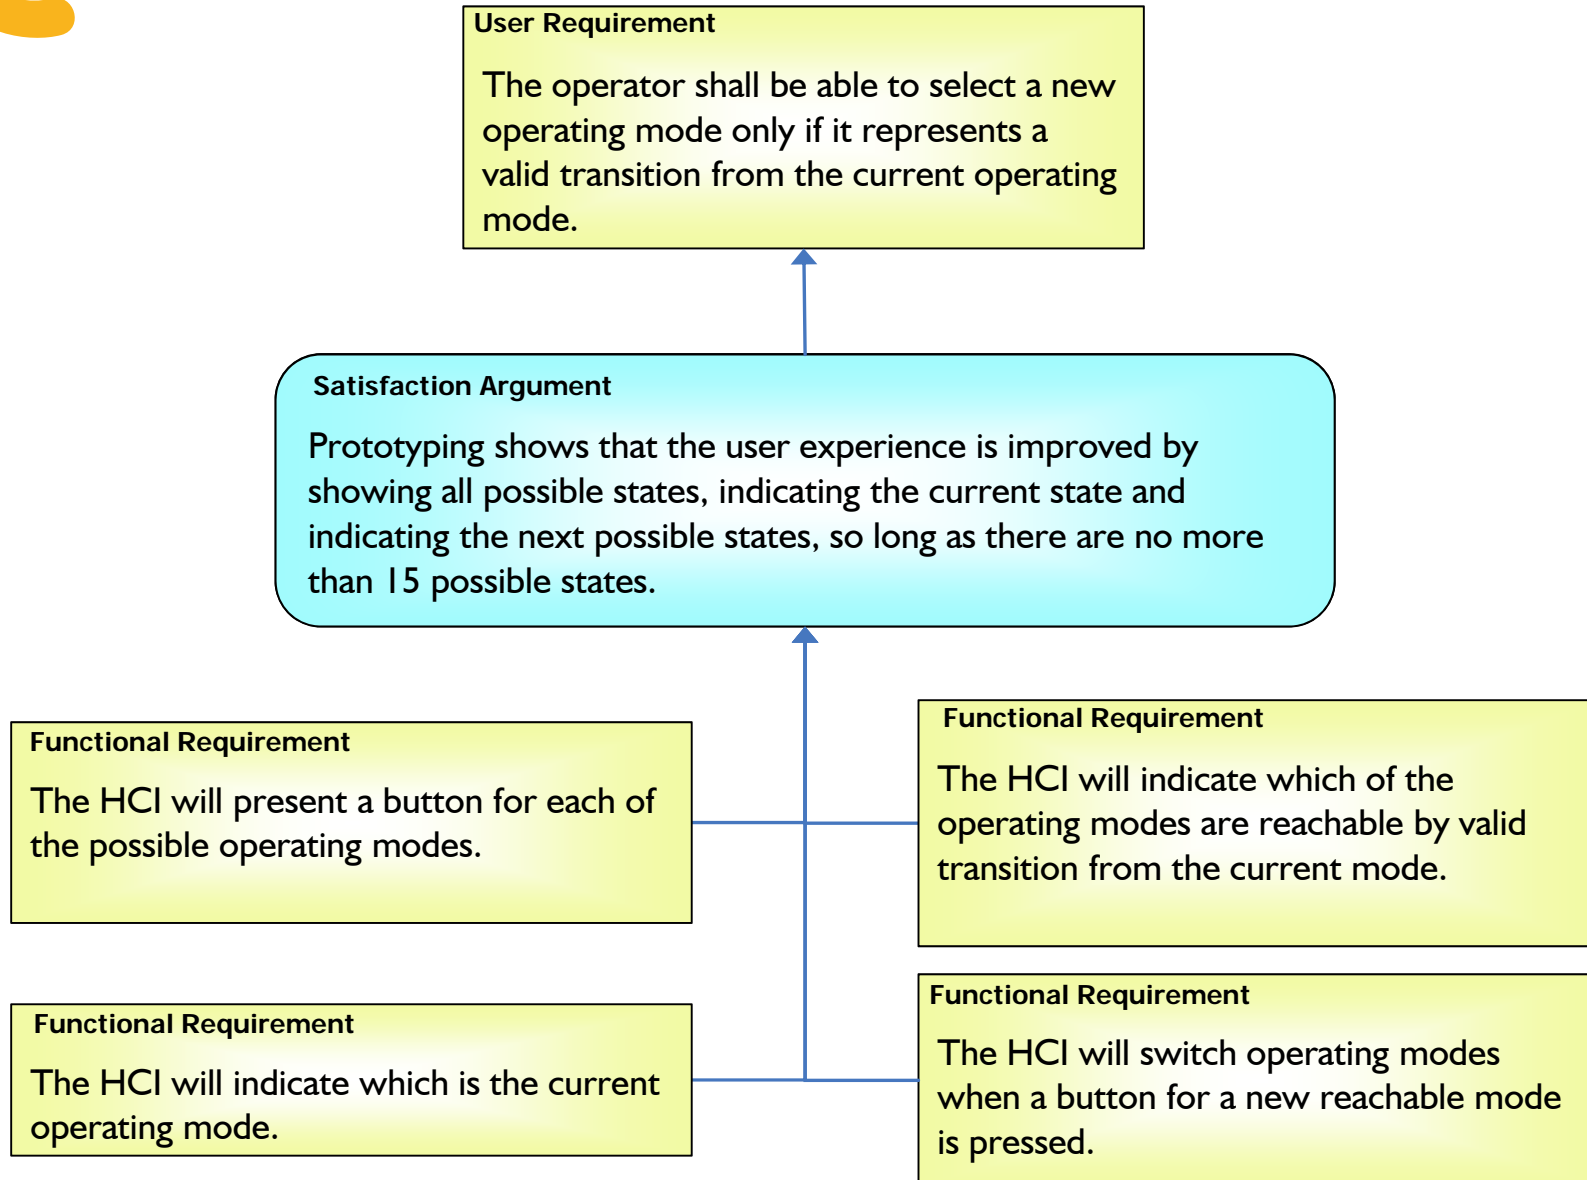 User Requirement
The operator shall be able to select a new
operating mode only if it represents a
valid transition from the current operating
mode.
Satisfaction Argument
Prototyping shows that the user experience is improved by
showing all possible states, indicating the current state and
indicating the next possible states, so long as there are no more
than 15 possible states.
Functional Requirement
The HCI will present a button for each of
the possible operating modes.
Functional Requirement
The HCI will indicate which of the
operating modes are reachable by valid
transition from the current mode.
Functional Requirement
The HCI will indicate which is the current
operating mode.
Functional Requirement
The HCI will switch operating modes
when a button for a new reachable mode
is pressed.